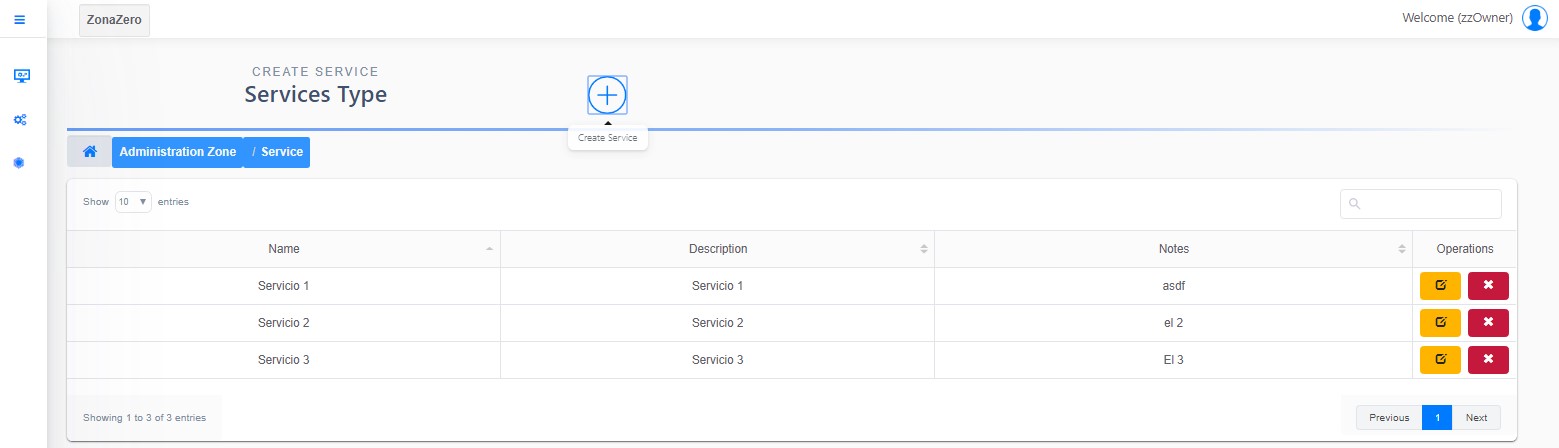 ZonaZero
Welcome (zzOwner)
CREATE SERVICE
Services Type
Create Service
Administration Zone / Service
Show 10 entries
Name Description Notes Operations
Servicio 1 Servicio 1 asdf
Servicio 2 Servicio 2 el 2
Servicio 3 Servicio 3 El 3
Showing 1 to 3 of 3 entries
Previous 1 Next